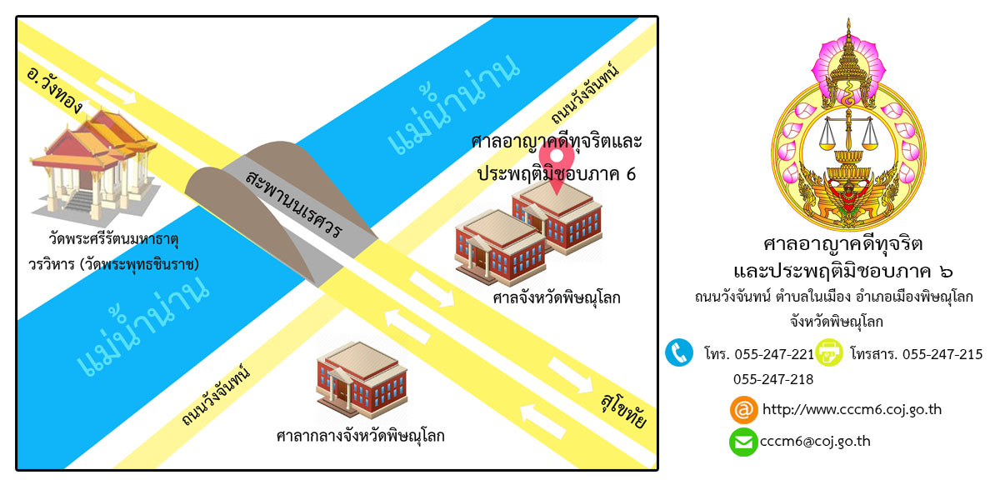 อ.วังทอง
แม่น้ำน่าน
ถนนวังจันทน์
ศาลอาญาคดีทุจริตและ
ประพฤติมิชอบภาค 6
สะพานนเรศวร
วัดพระศรีรัตนมหาธาตุ
วรวิหาร (วัดพระพุทธชินราช)
ศาลจังหวัดพิษณุโลก
แม่น้ำน่าน
ถนนวังจันทน์
สุโขทัย
ศาลากลางจังหวัดพิษณุโลก
ศาลอาญาคดีทุจริต
และประพฤติมิชอบภาค ๖
ถนนวังจันทน์ ตำบลในเมือง อำเภอเมืองพิษณุโลก
จังหวัดพิษณุโลก
โทร. 055-247-221 โทรสาร. 055-247-215
055-247-218
http://www.cccm6.coj.go.th
cccm6@coj.go.th